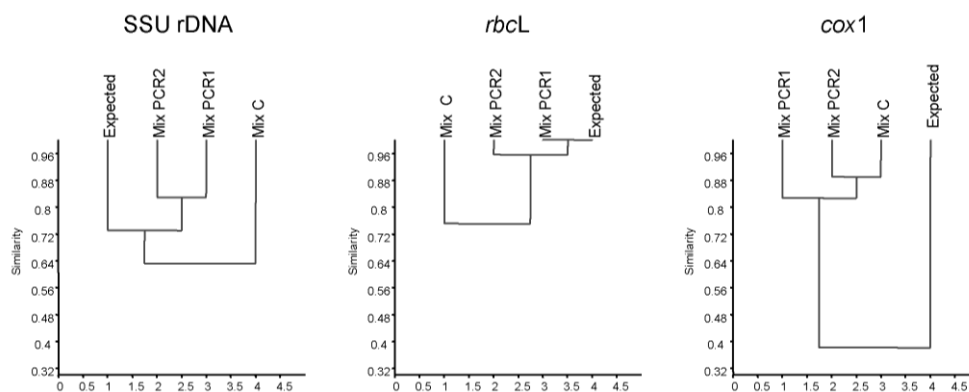 SSU rDNA
Expected
Mix PCR2
Mix PCR1
Mix C
Similarity
0.96
0.88
0.8
0.72
0.64
0.56
0.48
0.4
0.32
0 0.5 1 1.5 2 2.5 3 3.5 4 4.5
rbcL
Mix C
Mix PCR2
Mix PCR1
Expected
Similarity
0.96
0.88
0.8
0.72
0.64
0.56
0.48
0.4
0.32
0 0.5 1 1.5 2 2.5 3 3.5 4 4.5
cox1
Mix PCR1
Mix PCR2
Mix C
Expected
Similarity
0.96
0.88
0.8
0.72
0.64
0.56
0.48
0.4
0.32
0 0.5 1 1.5 2 2.5 3 3.5 4 4.5